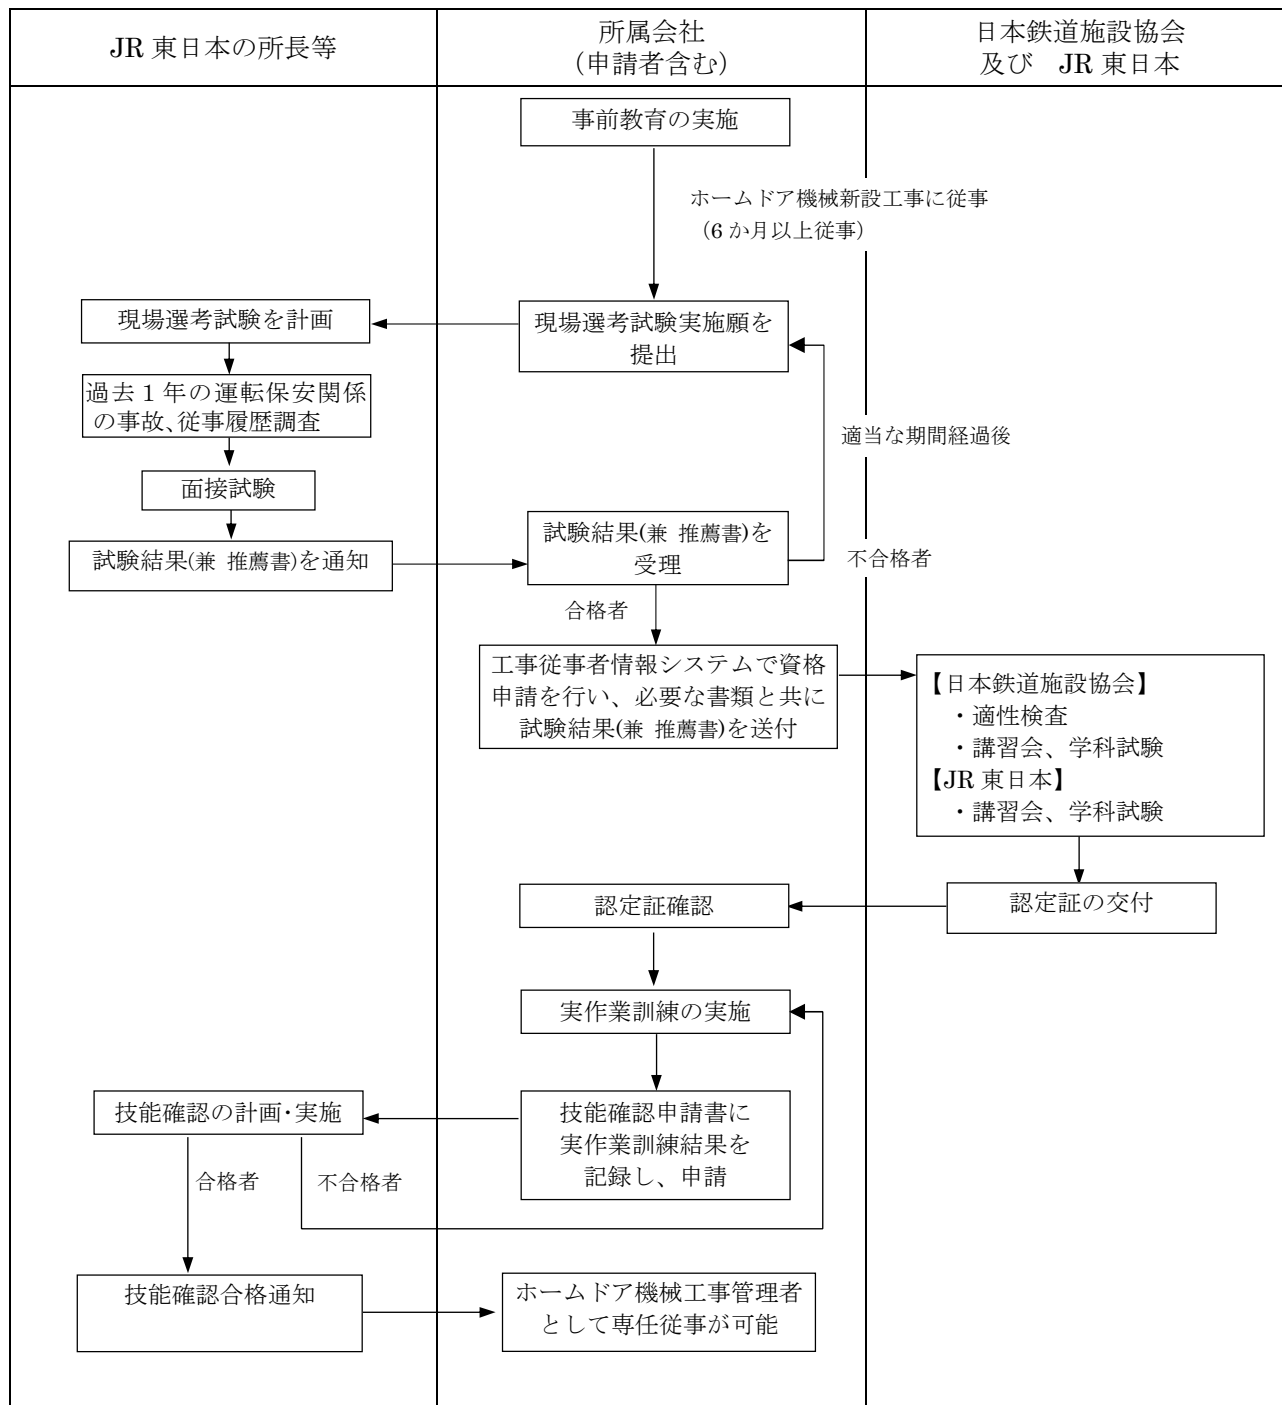 JR 東日本の所長等
所属会社
（申請者含む）
日本鉄道施設協会
及び　JR 東日本
事前教育の実施
ホームドア機械新設工事に従事
（6 か月以上従事）
現場選考試験実施願を
提出
現場選考試験を計画
過去１年の運転保安関係
の事故、従事履歴調査
面接試験
試験結果(兼 推薦書)を通知
試験結果(兼 推薦書)を
受理
適当な期間経過後
不合格者
合格者
工事従事者情報システムで資格
申請を行い、必要な書類と共に
試験結果(兼 推薦書)を送付
【日本鉄道施設協会】
・適性検査
・講習会、学科試験
【JR 東日本】
・講習会、学科試験
認定証の交付
認定証確認
実作業訓練の実施
技能確認申請書に
実作業訓練結果を
記録し、申請
技能確認の計画・実施
合格者
不合格者
技能確認合格通知
ホームドア機械工事管理者
として専任従事が可能